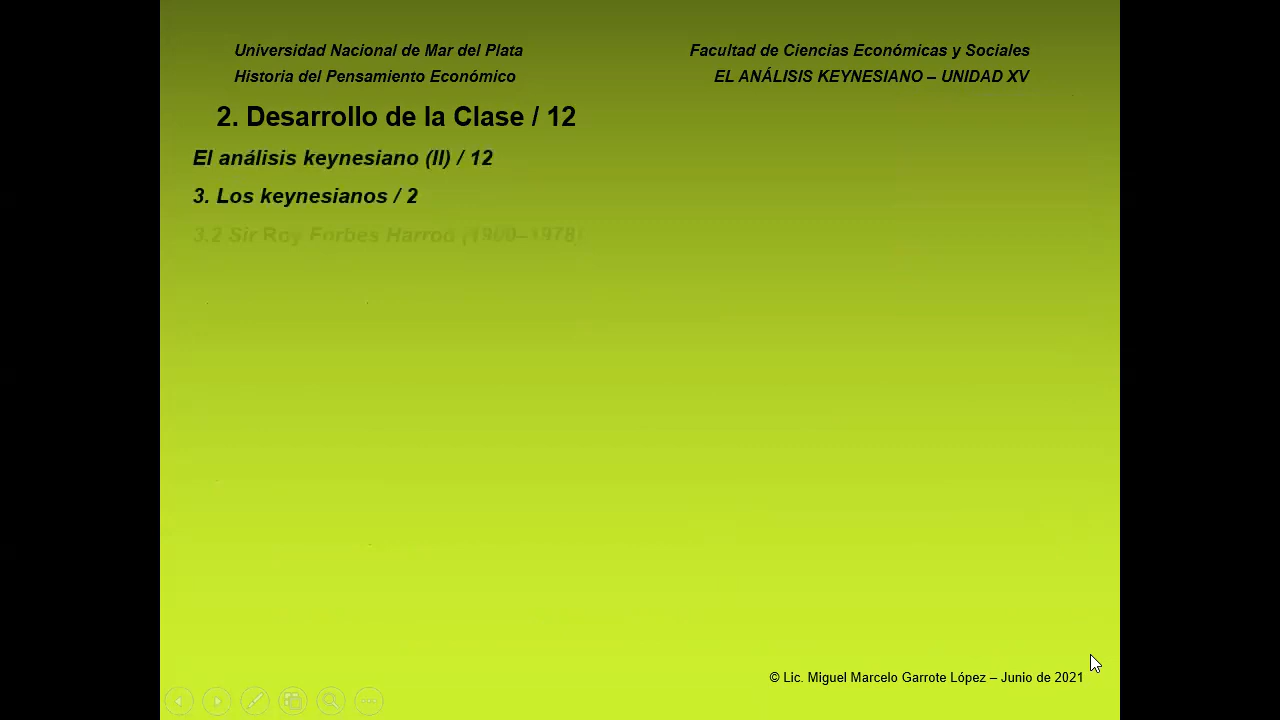 Universidad Nacional de Mar del Plata
Facultad de Ciencias Económicas y Sociales
Historia del Pensamiento Económico
EL ANÁLISIS KEYNESIANO – UNIDAD XV
2. Desarrollo de la Clase / 12
El análisis keynesiano (II) / 12
3. Los keynesianos / 2
3.2 Sir Roy Forbes Harrod (1900–1978)
© Lic. Miguel Marcelo Garrote López – Junio de 2021